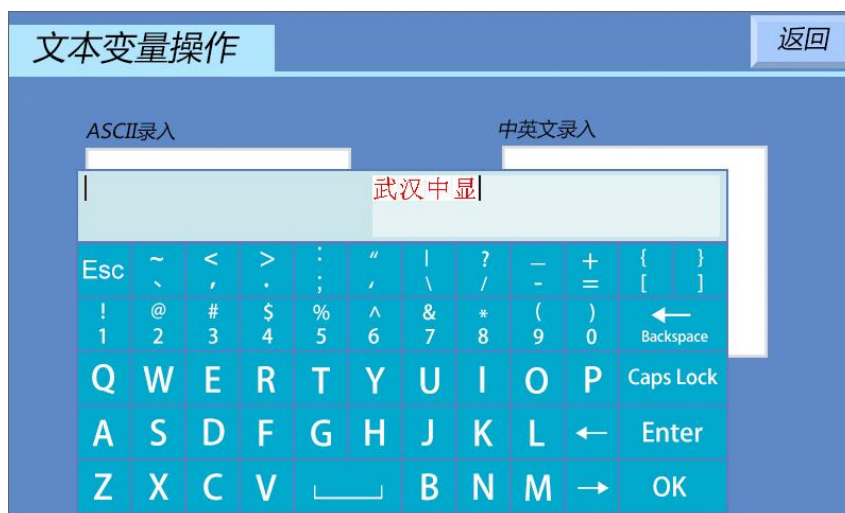 文本变量操作 返回
ASCII录入 中英文录入
武汉中显
Esc ~ 、 < , > . : ; " ' | \ ? / _ - + = { [ } ]
! 1 @ 2 # 3 $ 4 % 5 ^ 6 & 7 * 8 ( 9 ) 0 ← Backspace
Q W E R T Y U I O P Caps Lock
A S D F G H J K L ← Enter
Z X C V B N M → OK